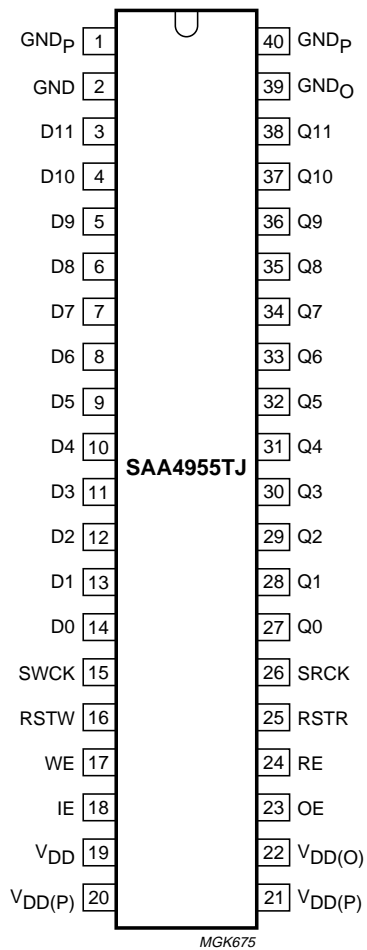 GNDP 1 40 GNDP
GND 2 39 GNDO
D11 3 38 Q11
D10 4 37 Q10
D9 5 36 Q9
D8 6 35 Q8
D7 7 34 Q7
D6 8 33 Q6
D5 9 32 Q5
D4 10 31 Q4
SAA4955TJ
D3 11 30 Q3
D2 12 29 Q2
D1 13 28 Q1
D0 14 27 Q0
SWCK 15 26 SRCK
RSTW 16 25 RSTR
WE 17 24 RE
IE 18 23 OE
VDD 19 22 VDD(O)
VDD(P) 20 21 VDD(P)
MGK675